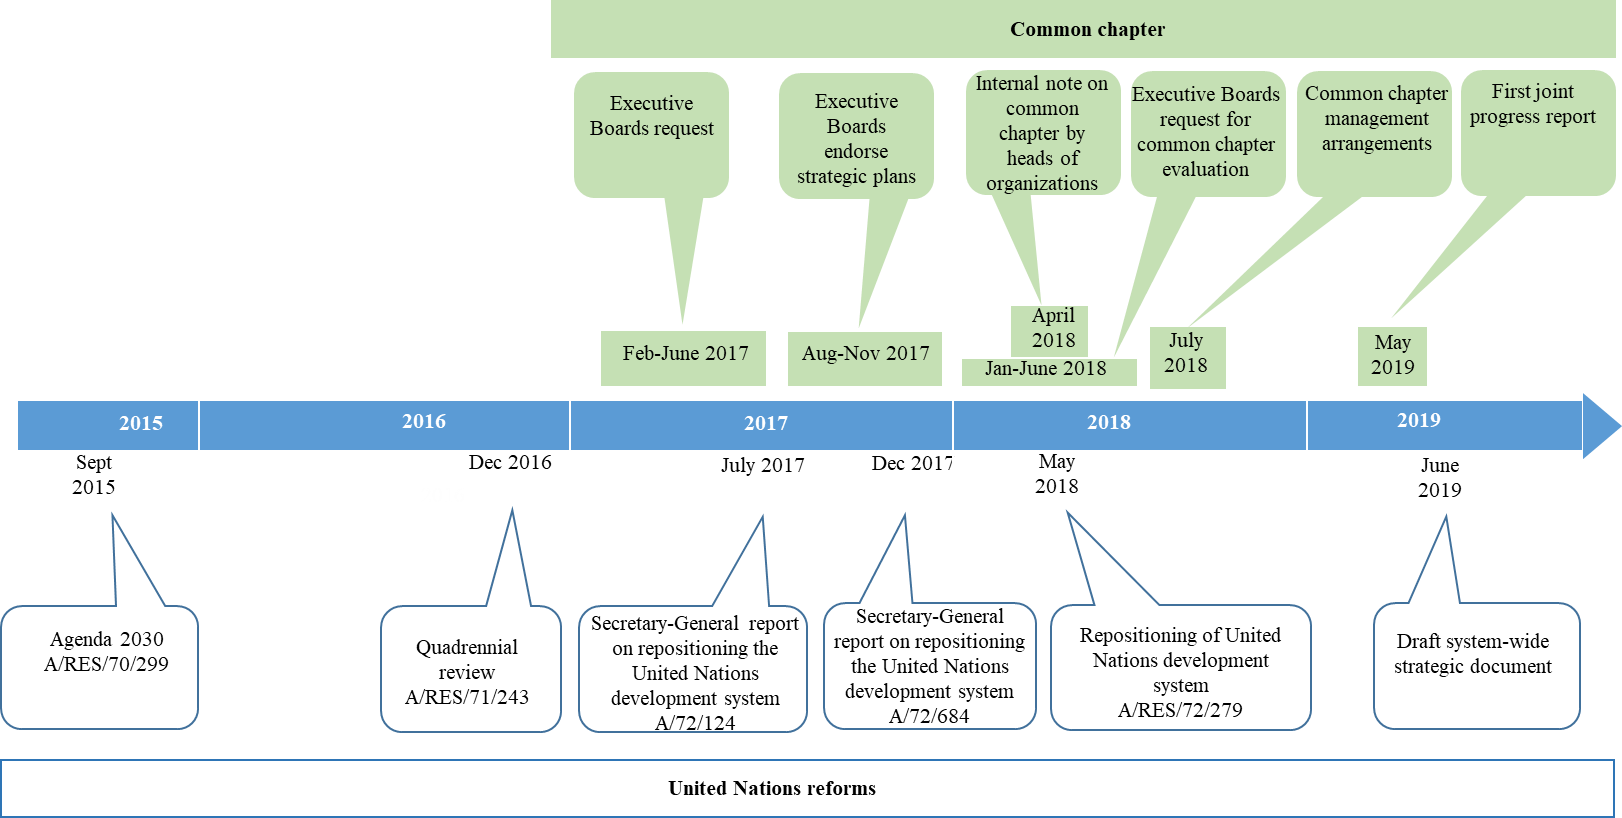 Common chapter
Executive
Boards request
Executive
Boards
endorse
strategic plans
Internal note on
common
chapter by
heads of
organizations
Executive Boards
request for
common chapter
evaluation
Common chapter
management
arrangements
First joint
progress report
Feb-June 2017
Aug-Nov 2017
April
2018
Jan-June 2018
July
2018
May
2019
2015
2016
2017
2018
2019
Sept
2015
Dec 2016
July 2017
Dec 2017
May
2018
June
2019
Agenda 2030
A/RES/70/299
Quadrennial
review
A/RES/71/243
Secretary-General report
on repositioning the
United Nations
development system
A/72/124
Secretary-General
report on repositioning
the United Nations
development system
A/72/684
Repositioning of United
Nations development
system
A/RES/72/279
Draft system-wide
strategic document
United Nations reforms